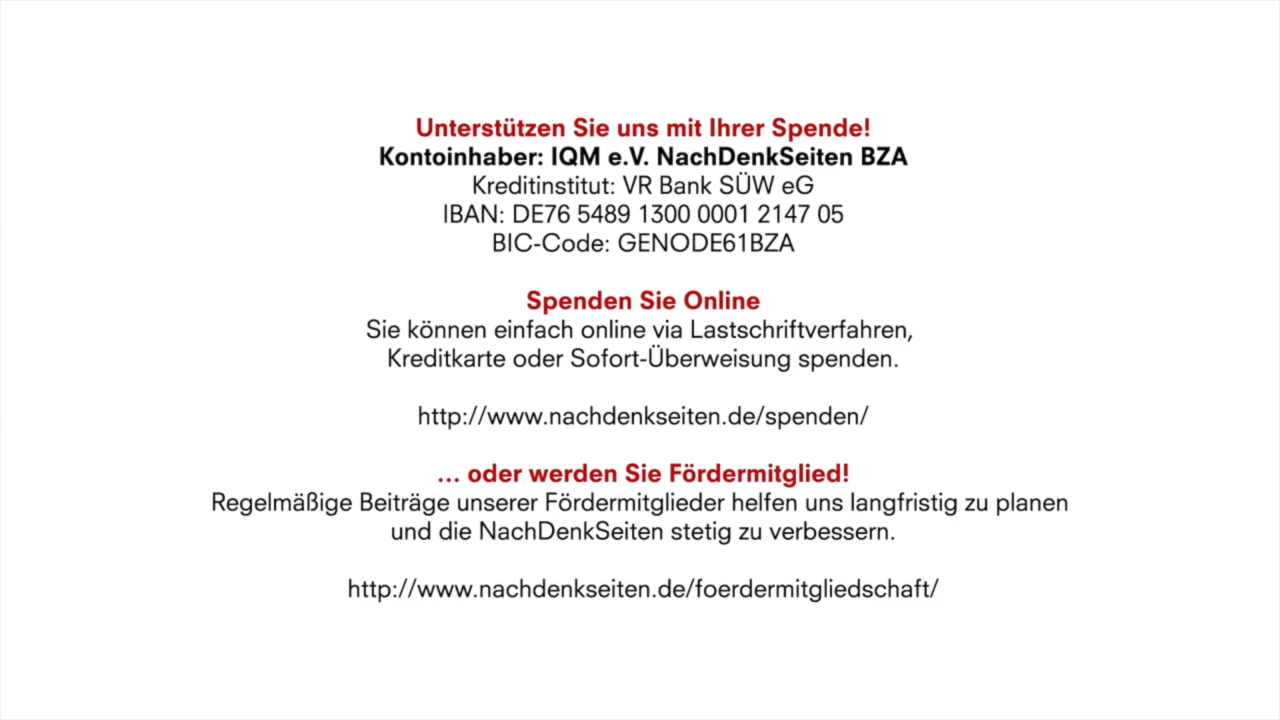 Unterstützen Sie uns mit Ihrer Spende!
Kontoinhaber: IQM e.V. NachDenkSeiten BZA
Kreditinstitut: VR Bank SÜW eG
IBAN: DE76 5489 1300 0001 2147 05
BIC-Code: GENODE61BZA
Spenden Sie Online
Sie können einfach online via Lastschriftverfahren,
Kreditkarte oder Sofort-Überweisung spenden.
http://www.nachdenkseiten.de/spenden/
... oder werden Sie Fördermitglied!
Regelmäßige Beiträge unserer Fördermitglieder helfen uns langfristig zu planen
und die NachDenkSeiten stetig zu verbessern.
http://www.nachdenkseiten.de/foerdermitgliedschaft/